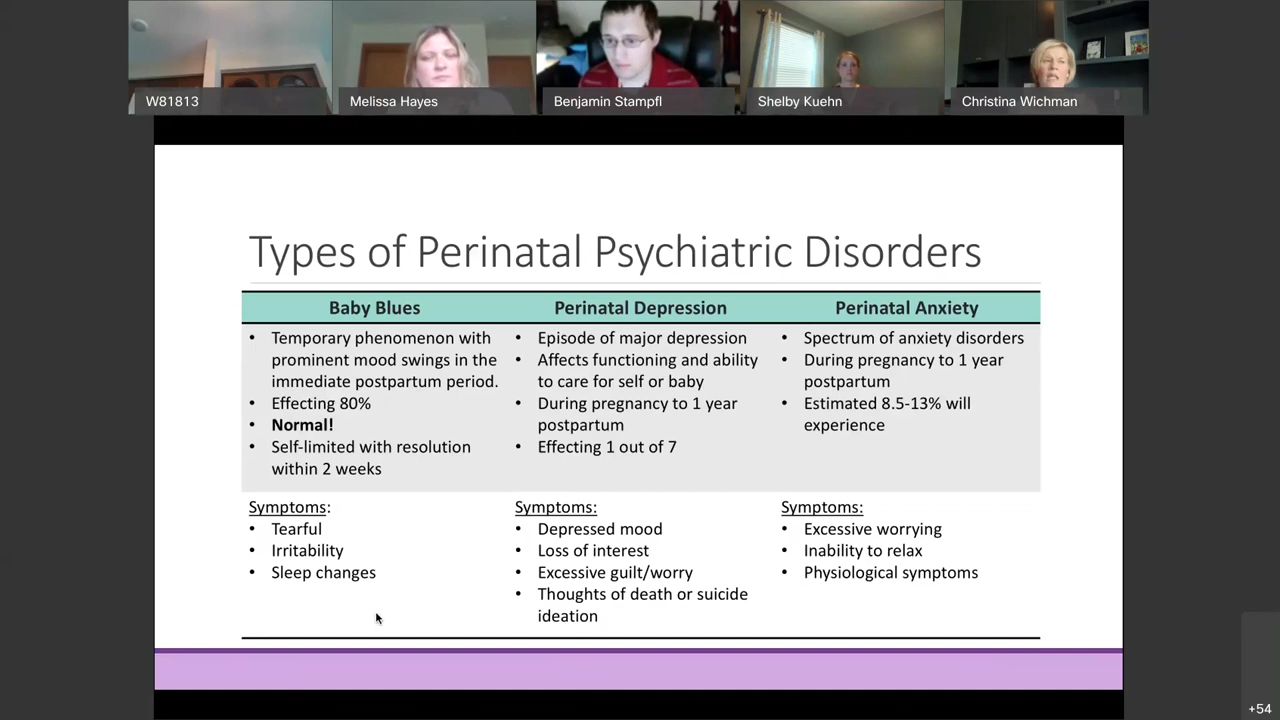 W81813
Melissa Hayes
Benjamin Stampfl
Shelby Kuehn
Christina Wichman
Types of Perinatal Psychiatric Disorders
Baby Blues
• Temporary phenomenon with
prominent mood swings in the
immediate postpartum period.
• Effecting 80%
• Normal!
• Self-limited with resolution
within 2 weeks
Symptoms:
• Tearful
• Irritability
• Sleep changes
Perinatal Depression
• Episode of major depression
• Affects functioning and ability
to care for self or baby
• During pregnancy to 1 year
postpartum
• Effecting 1 out of 7
Symptoms:
• Depressed mood
• Loss of interest
• Excessive guilt/worry
• Thoughts of death or suicide
ideation
Perinatal Anxiety
• Spectrum of anxiety disorders
• During pregnancy to 1 year
postpartum
• Estimated 8.5-13% will
experience
Symptoms:
• Excessive worrying
• Inability to relax
• Physiological symptoms
+54